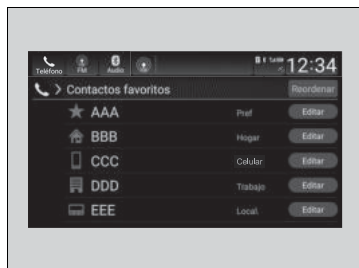 Teléfono FM Audio 12:34
Contactos favoritos Reordenar
AAA Pref Editar
BBB Hogar Editar
CCC Celular Editar
DDD Trabajo Editar
EEE Local. Editar